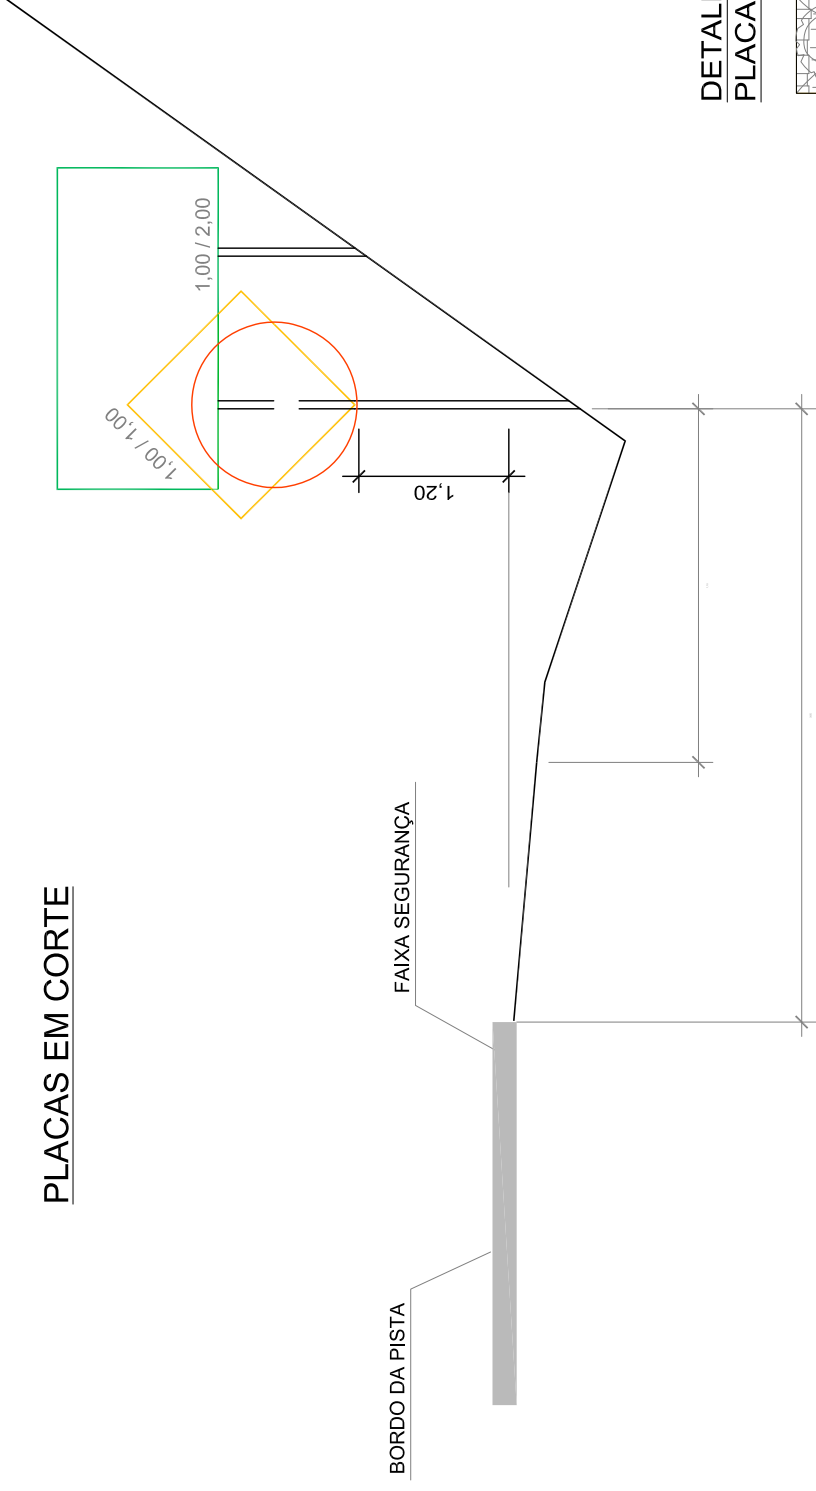 PLACAS EM CORTE
1,00 / 2,00
1,00 / 1,00
1,20
FAIXA SEGURANÇA
BORDO DA PISTA
PLACA